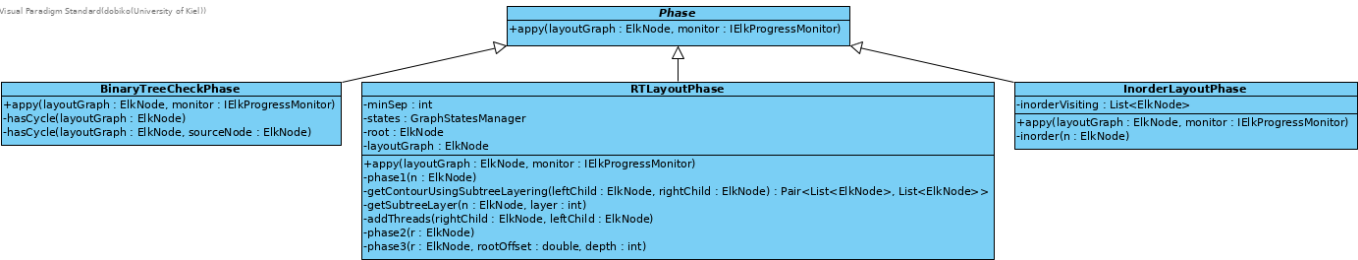 Visual Paradigm Standard(dobiko(University of Kiel))
Phase
+appy(layoutGraph : ElkNode, monitor : IElkProgressMonitor)
BinaryTreeCheckPhase
+appy(layoutGraph : ElkNode, monitor : IElkProgressMonitor)
-hasCycle(layoutGraph : ElkNode)
-hasCycle(layoutGraph : ElkNode, sourceNode : ElkNode)
RTLayoutPhase
-minSep : int
-states : GraphStatesManager
-root : ElkNode
-layoutGraph : ElkNode
+appy(layoutGraph : ElkNode, monitor : IElkProgressMonitor)
-phase1(n : ElkNode)
-getContourUsingSubtreeLayering(leftChild : ElkNode, rightChild : ElkNode) : Pair<List<ElkNode>, List<ElkNode>>
-getSubtreeLayer(n : ElkNode, layer : int)
-addThreads(rightChild : ElkNode, leftChild : ElkNode)
-phase2(r : ElkNode)
-phase3(r : ElkNode, rootOffset : double, depth : int)
InorderLayoutPhase
-inorderVisiting : List<ElkNode>
+appy(layoutGraph : ElkNode, monitor : IElkProgressMonitor)
-inorder(n : ElkNode)